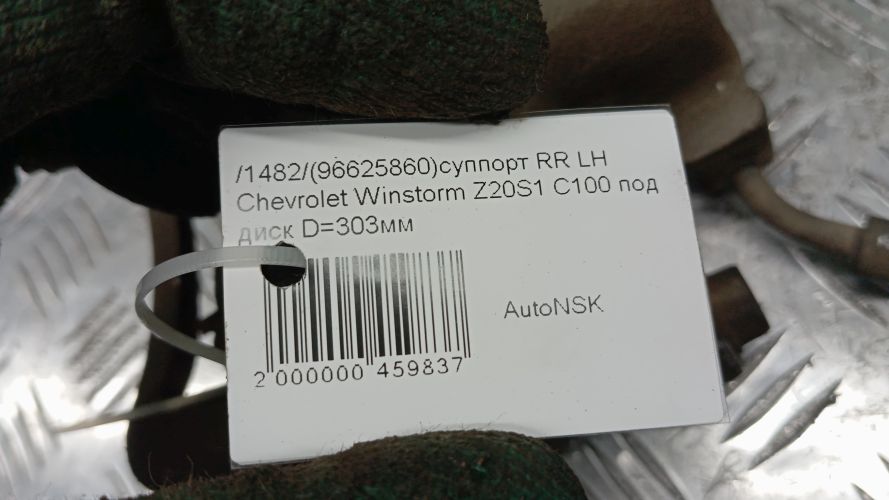 /1482/(96625860)суппорт RR LH
Chevrolet Winstorm Z20S1 C100 под
диск D=303мм
AutoNSK
2 000000 459837